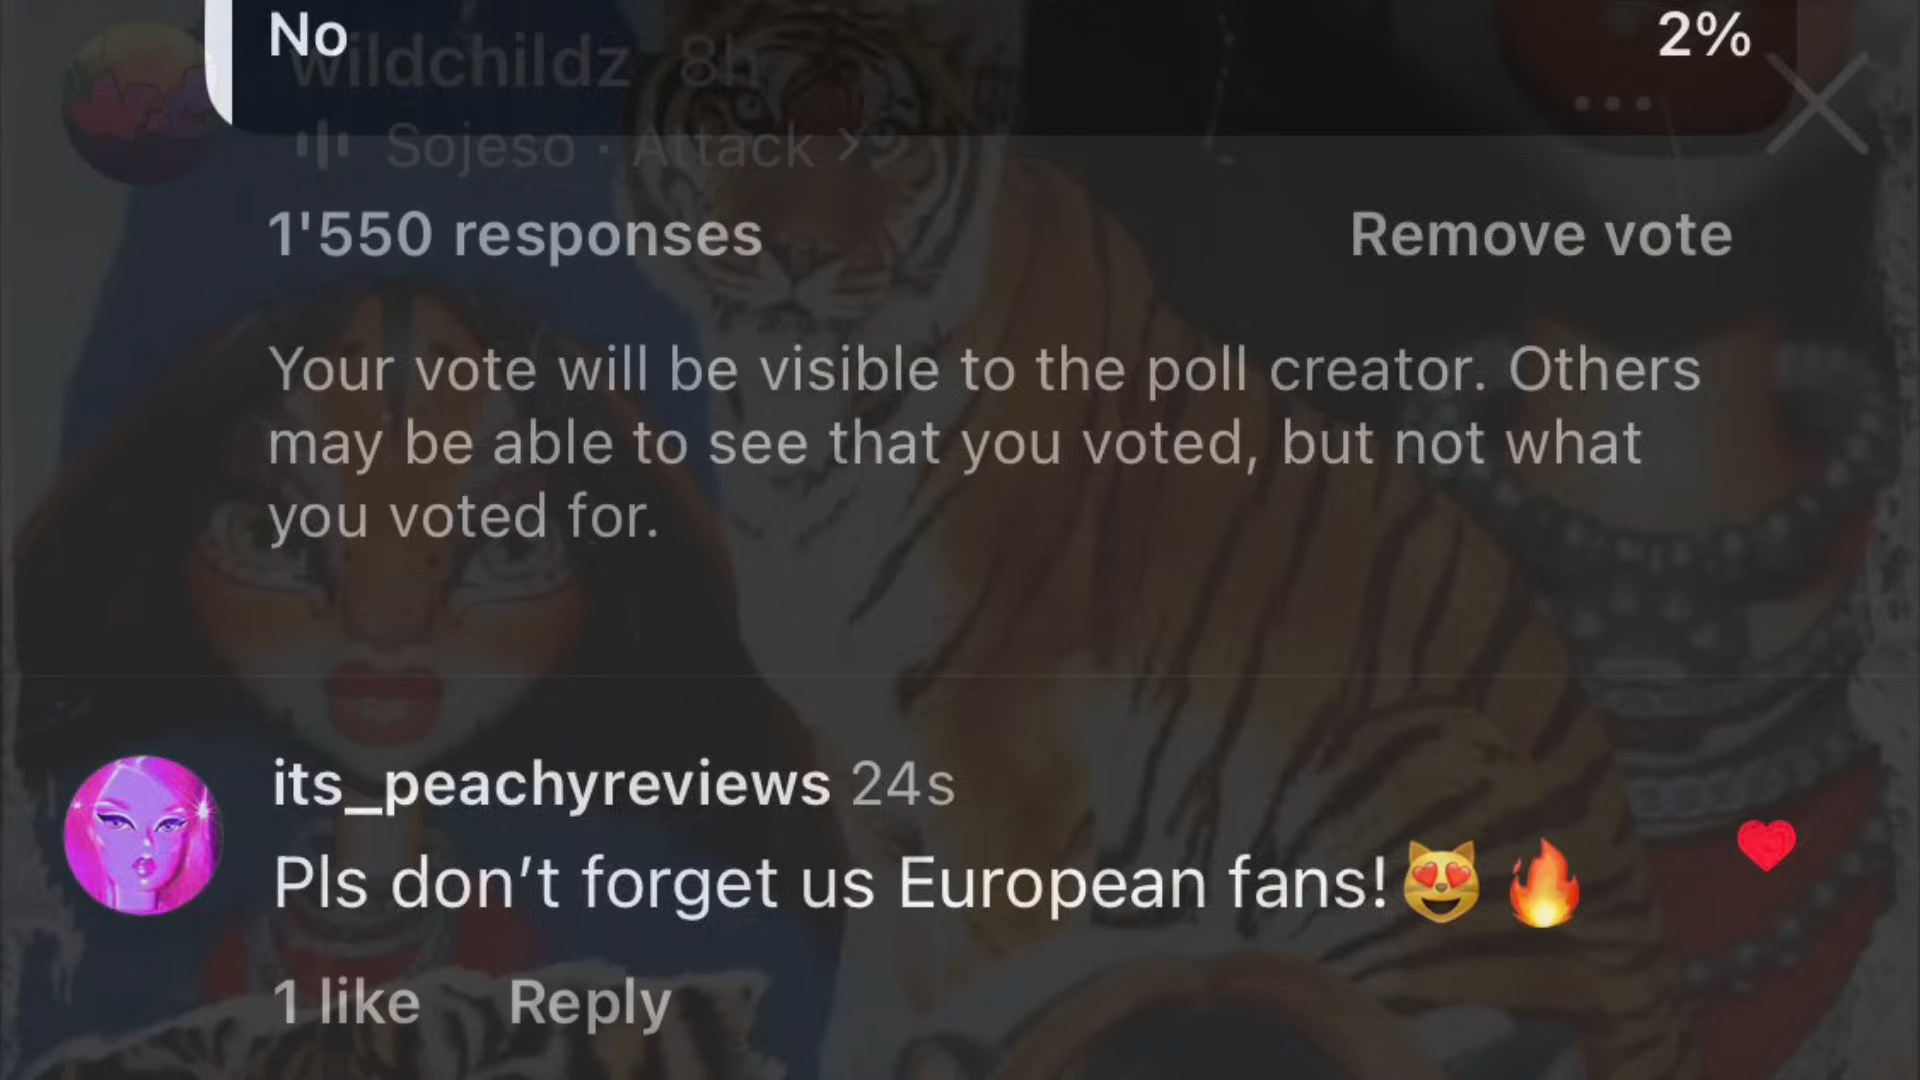 No 2%
wildchildz 8h
Sojeso · Attack >
1'550 responses Remove vote
Your vote will be visible to the poll creator. Others
may be able to see that you voted, but not what
you voted for.
its_peachyreviews 24s
Pls don’t forget us European fans!😻 🔥
1 like Reply